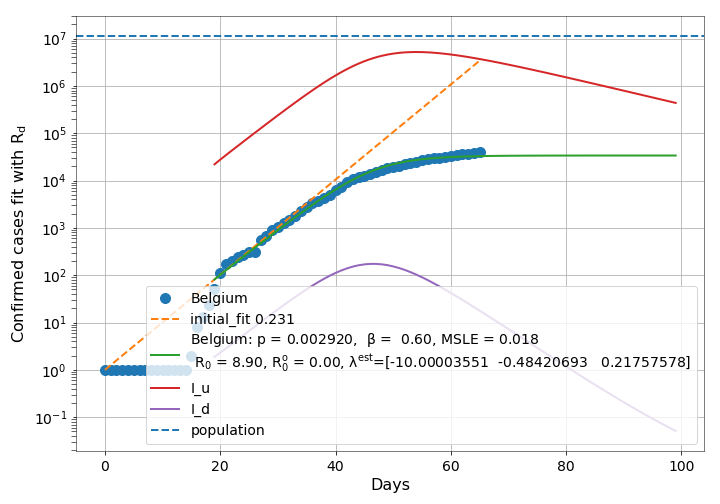 10⁷
10⁶
10⁵
10⁴
10³
10²
10¹
10⁰
10⁻¹
Confirmed cases fit with R_d
Belgium
initial_fit 0.231
Belgium: p = 0.002920,  β =  0.60, MSLE = 0.018
R₀ = 8.90, R₀ᵒ = 0.00, λᵉˢᵗ=[-10.00003551  -0.48420693   0.21757578]
I_u
I_d
population
0 20 40 60 80 100
Days